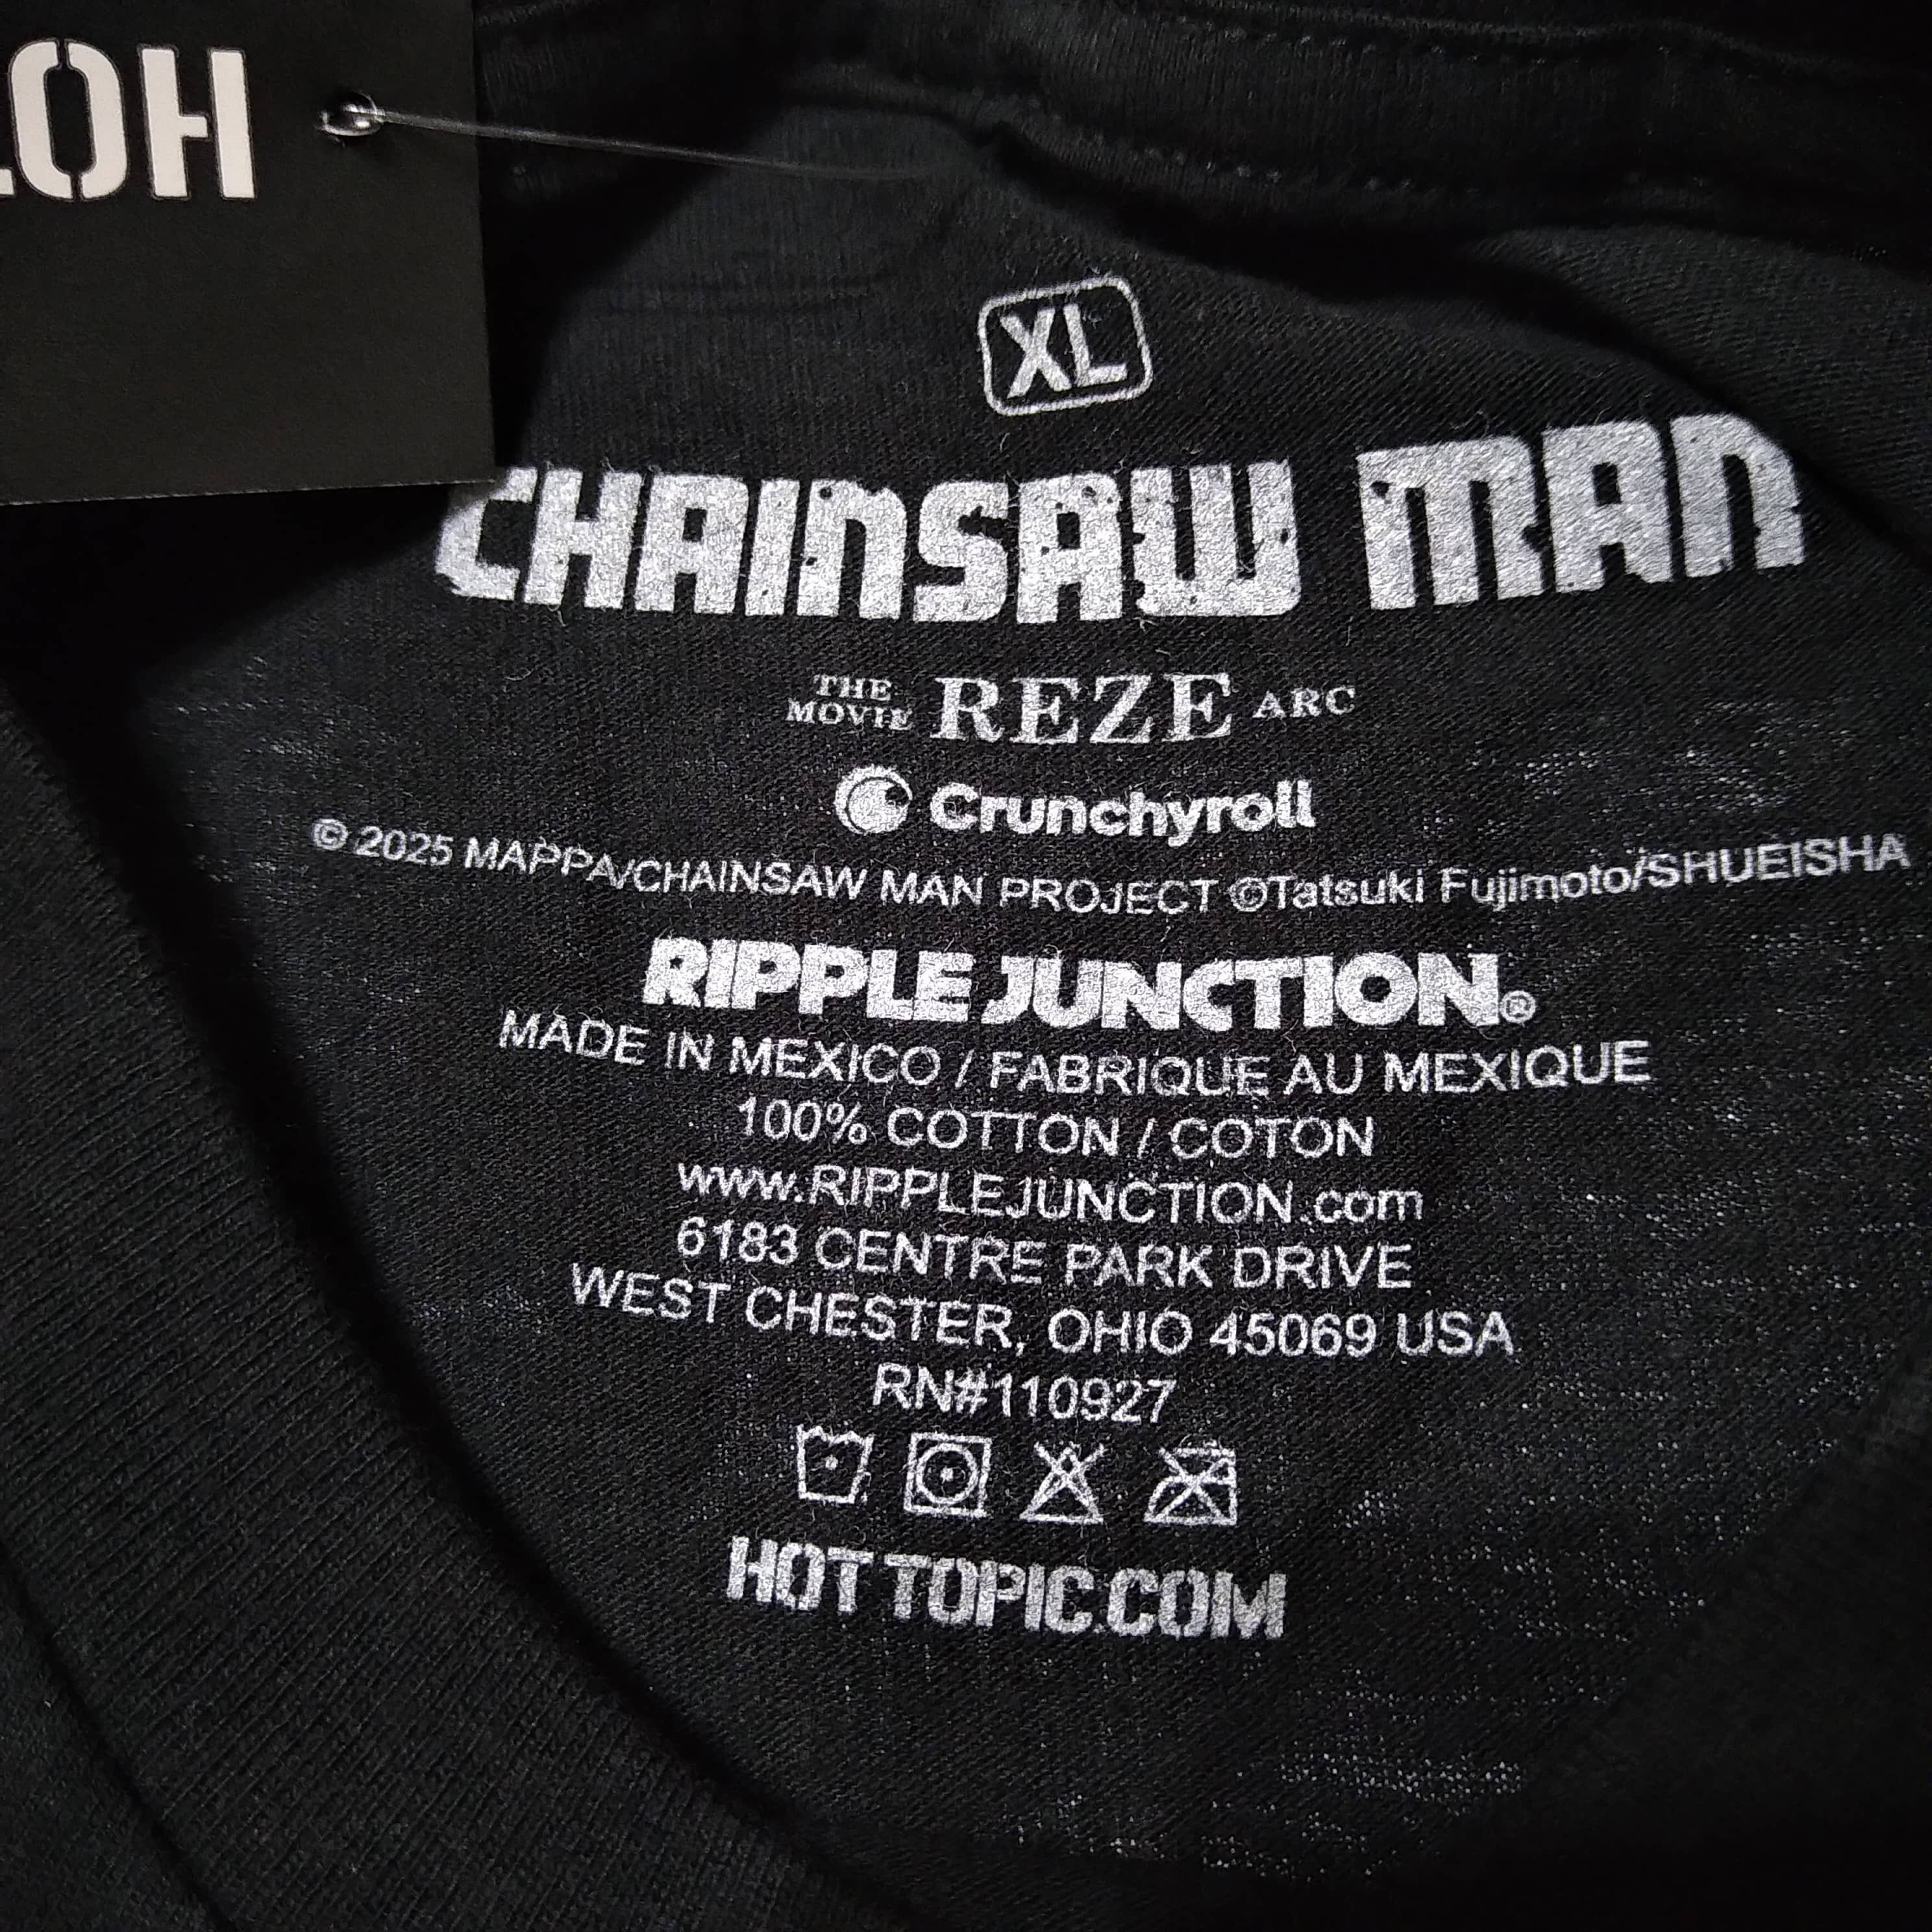 HOT
XL
CHAINSAW MAN
THE MOVIE REZE ARC
Crunchyroll
© 2025 MAPPA/CHAINSAW MAN PROJECT ©Tatsuki Fujimoto/SHUEISHA
RIPPLE JUNCTION®
MADE IN MEXICO / FABRIQUE AU MEXIQUE
100% COTTON / COTON
www.RIPPLEJUNCTION.com
6183 CENTRE PARK DRIVE
WEST CHESTER, OHIO 45069 USA
RN#110927
HOT TOPIC.COM